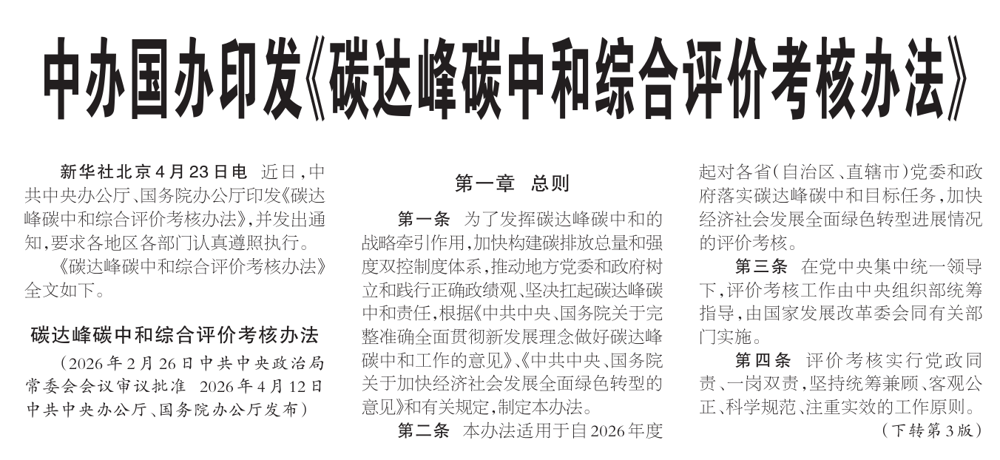 中办国办印发《碳达峰碳中和综合评价考核办法》
新华社北京4月23日电 近日,中
共中央办公厅、国务院办公厅印发《碳达
峰碳中和综合评价考核办法》,并发出通
知,要求各地区各部门认真遵照执行。
《碳达峰碳中和综合评价考核办法》
全文如下。
碳达峰碳中和综合评价考核办法
(2026年2月26日中共中央政治局
常委会会议审议批准 2026年4月12日
中共中央办公厅、国务院办公厅发布)
第一章 总则
第一条 为了发挥碳达峰碳中和的
战略牵引作用,加快构建碳排放总量和强
度双控制度体系,推动地方党委和政府树
立和践行正确政绩观、坚决扛起碳达峰碳
中和责任,根据《中共中央、国务院关于完
整准确全面贯彻新发展理念做好碳达峰
碳中和工作的意见》、《中共中央、国务院
关于加快经济社会发展全面绿色转型的
意见》和有关规定,制定本办法。
第二条 本办法适用于自2026年度
起对各省(自治区、直辖市)党委和政
府落实碳达峰碳中和目标任务,加快
经济社会发展全面绿色转型进展情况
的评价考核。
第三条 在党中央集中统一领导
下,评价考核工作由中央组织部统筹
指导,由国家发展改革委会同有关部
门实施。
第四条 评价考核实行党政同
责、一岗双责,坚持统筹兼顾、客观公
正、科学规范、注重实效的工作原则。
(下转第3版)